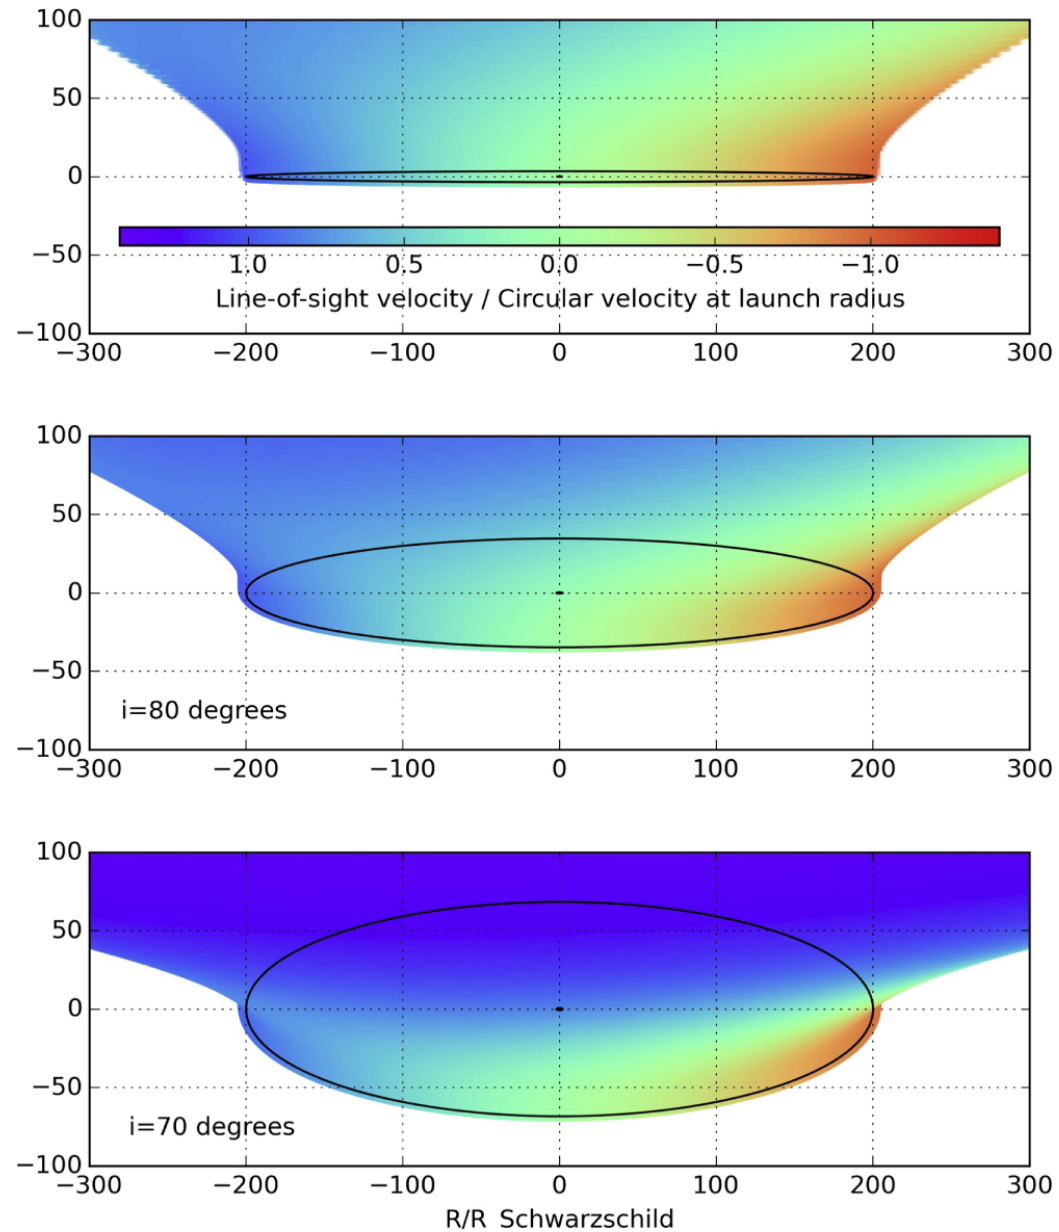 100
50
0
−50
−100
1.0 0.5 0.0 −0.5 −1.0
Line-of-sight velocity / Circular velocity at launch radius
−300 −200 −100 0 100 200 300
100
50
0
−50
i=80 degrees
−100
−300 −200 −100 0 100 200 300
100
50
0
−50
i=70 degrees
−100
−300 −200 −100 0 100 200 300
R/R Schwarzschild